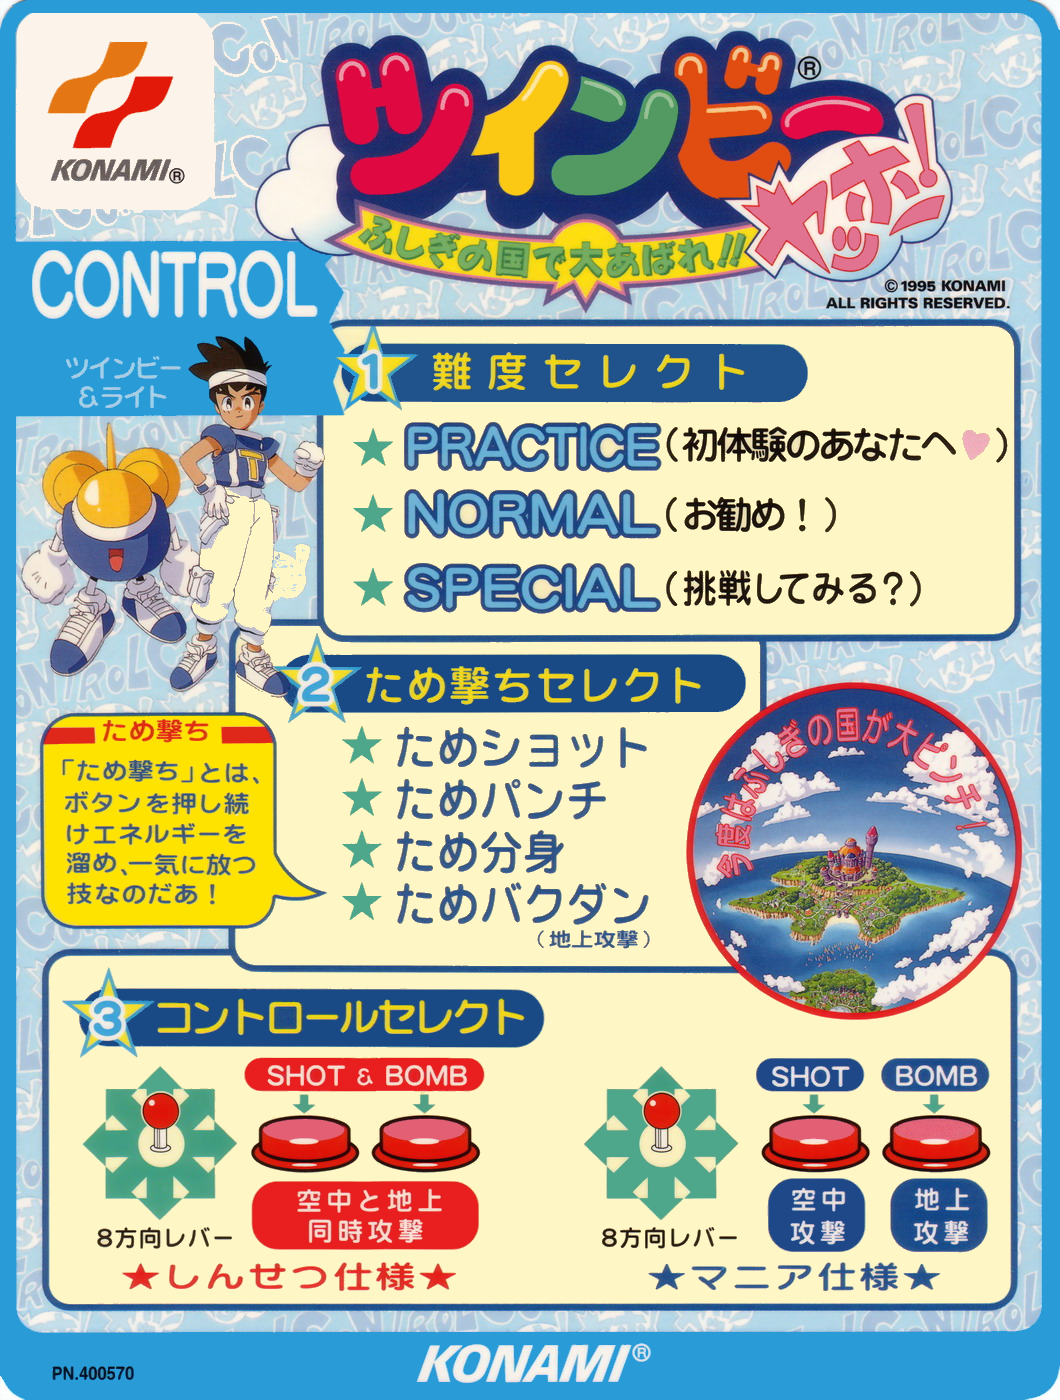 KONAMI®
ツインビー®
ヤッホー!
ふしぎの国で大あばれ!!
©1995 KONAMI
ALL RIGHTS RESERVED.
CONTROL
ツインビー
&ライト
1 難度セレクト
★ PRACTICE (初体験のあなたへ♥)
★ NORMAL (お勧め！)
★ SPECIAL (挑戦してみる？)
2 ため撃ちセレクト
★ ためショット
★ ためパンチ
★ ため分身
★ ためバクダン
(地上攻撃)
ため撃ち
「ため撃ち」とは、
ボタンを押し続
けエネルギーを
溜め、一気に放つ
技なのだあ！
今度はふしぎの国が大ピンチ！
3 コントロールセレクト
SHOT & BOMB
8方向レバー
空中と地上
同時攻撃
★しんせつ仕様★
SHOT
BOMB
8方向レバー
空中
攻撃
地上
攻撃
★マニア仕様★
PN.400570
KONAMI®